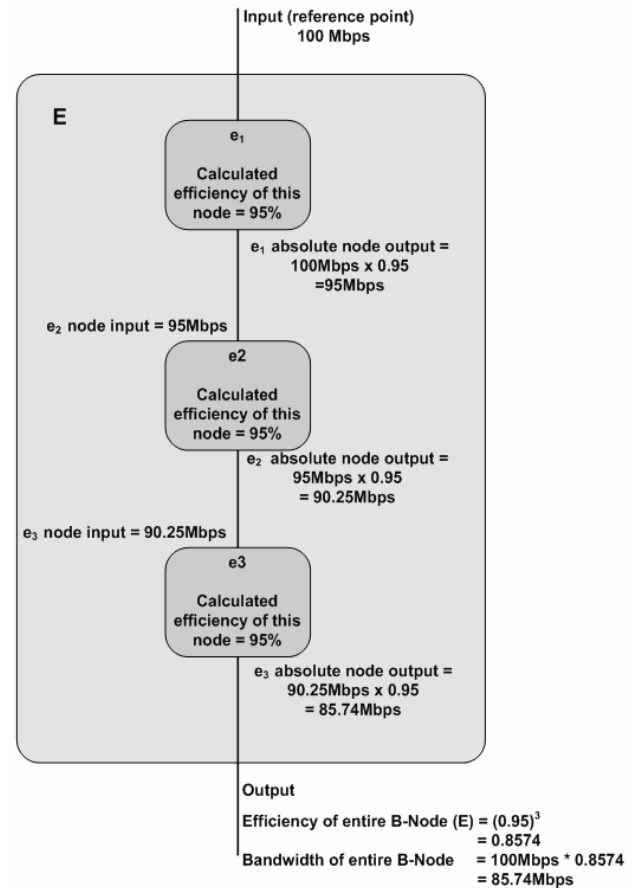 Input (reference point)
100 Mbps
E
e₁
Calculated
efficiency of this
node = 95%
e₁ absolute node output =
100Mbps x 0.95
=95Mbps
e₂ node input = 95Mbps
e2
Calculated
efficiency of this
node = 95%
e₂ absolute node output =
95Mbps x 0.95
= 90.25Mbps
e₃ node input = 90.25Mbps
e3
Calculated
efficiency of this
node = 95%
e₃ absolute node output =
90.25Mbps x 0.95
= 85.74Mbps
Output
Efficiency of entire B-Node (E) = (0.95)³
= 0.8574
Bandwidth of entire B-Node = 100Mbps * 0.8574
= 85.74Mbps